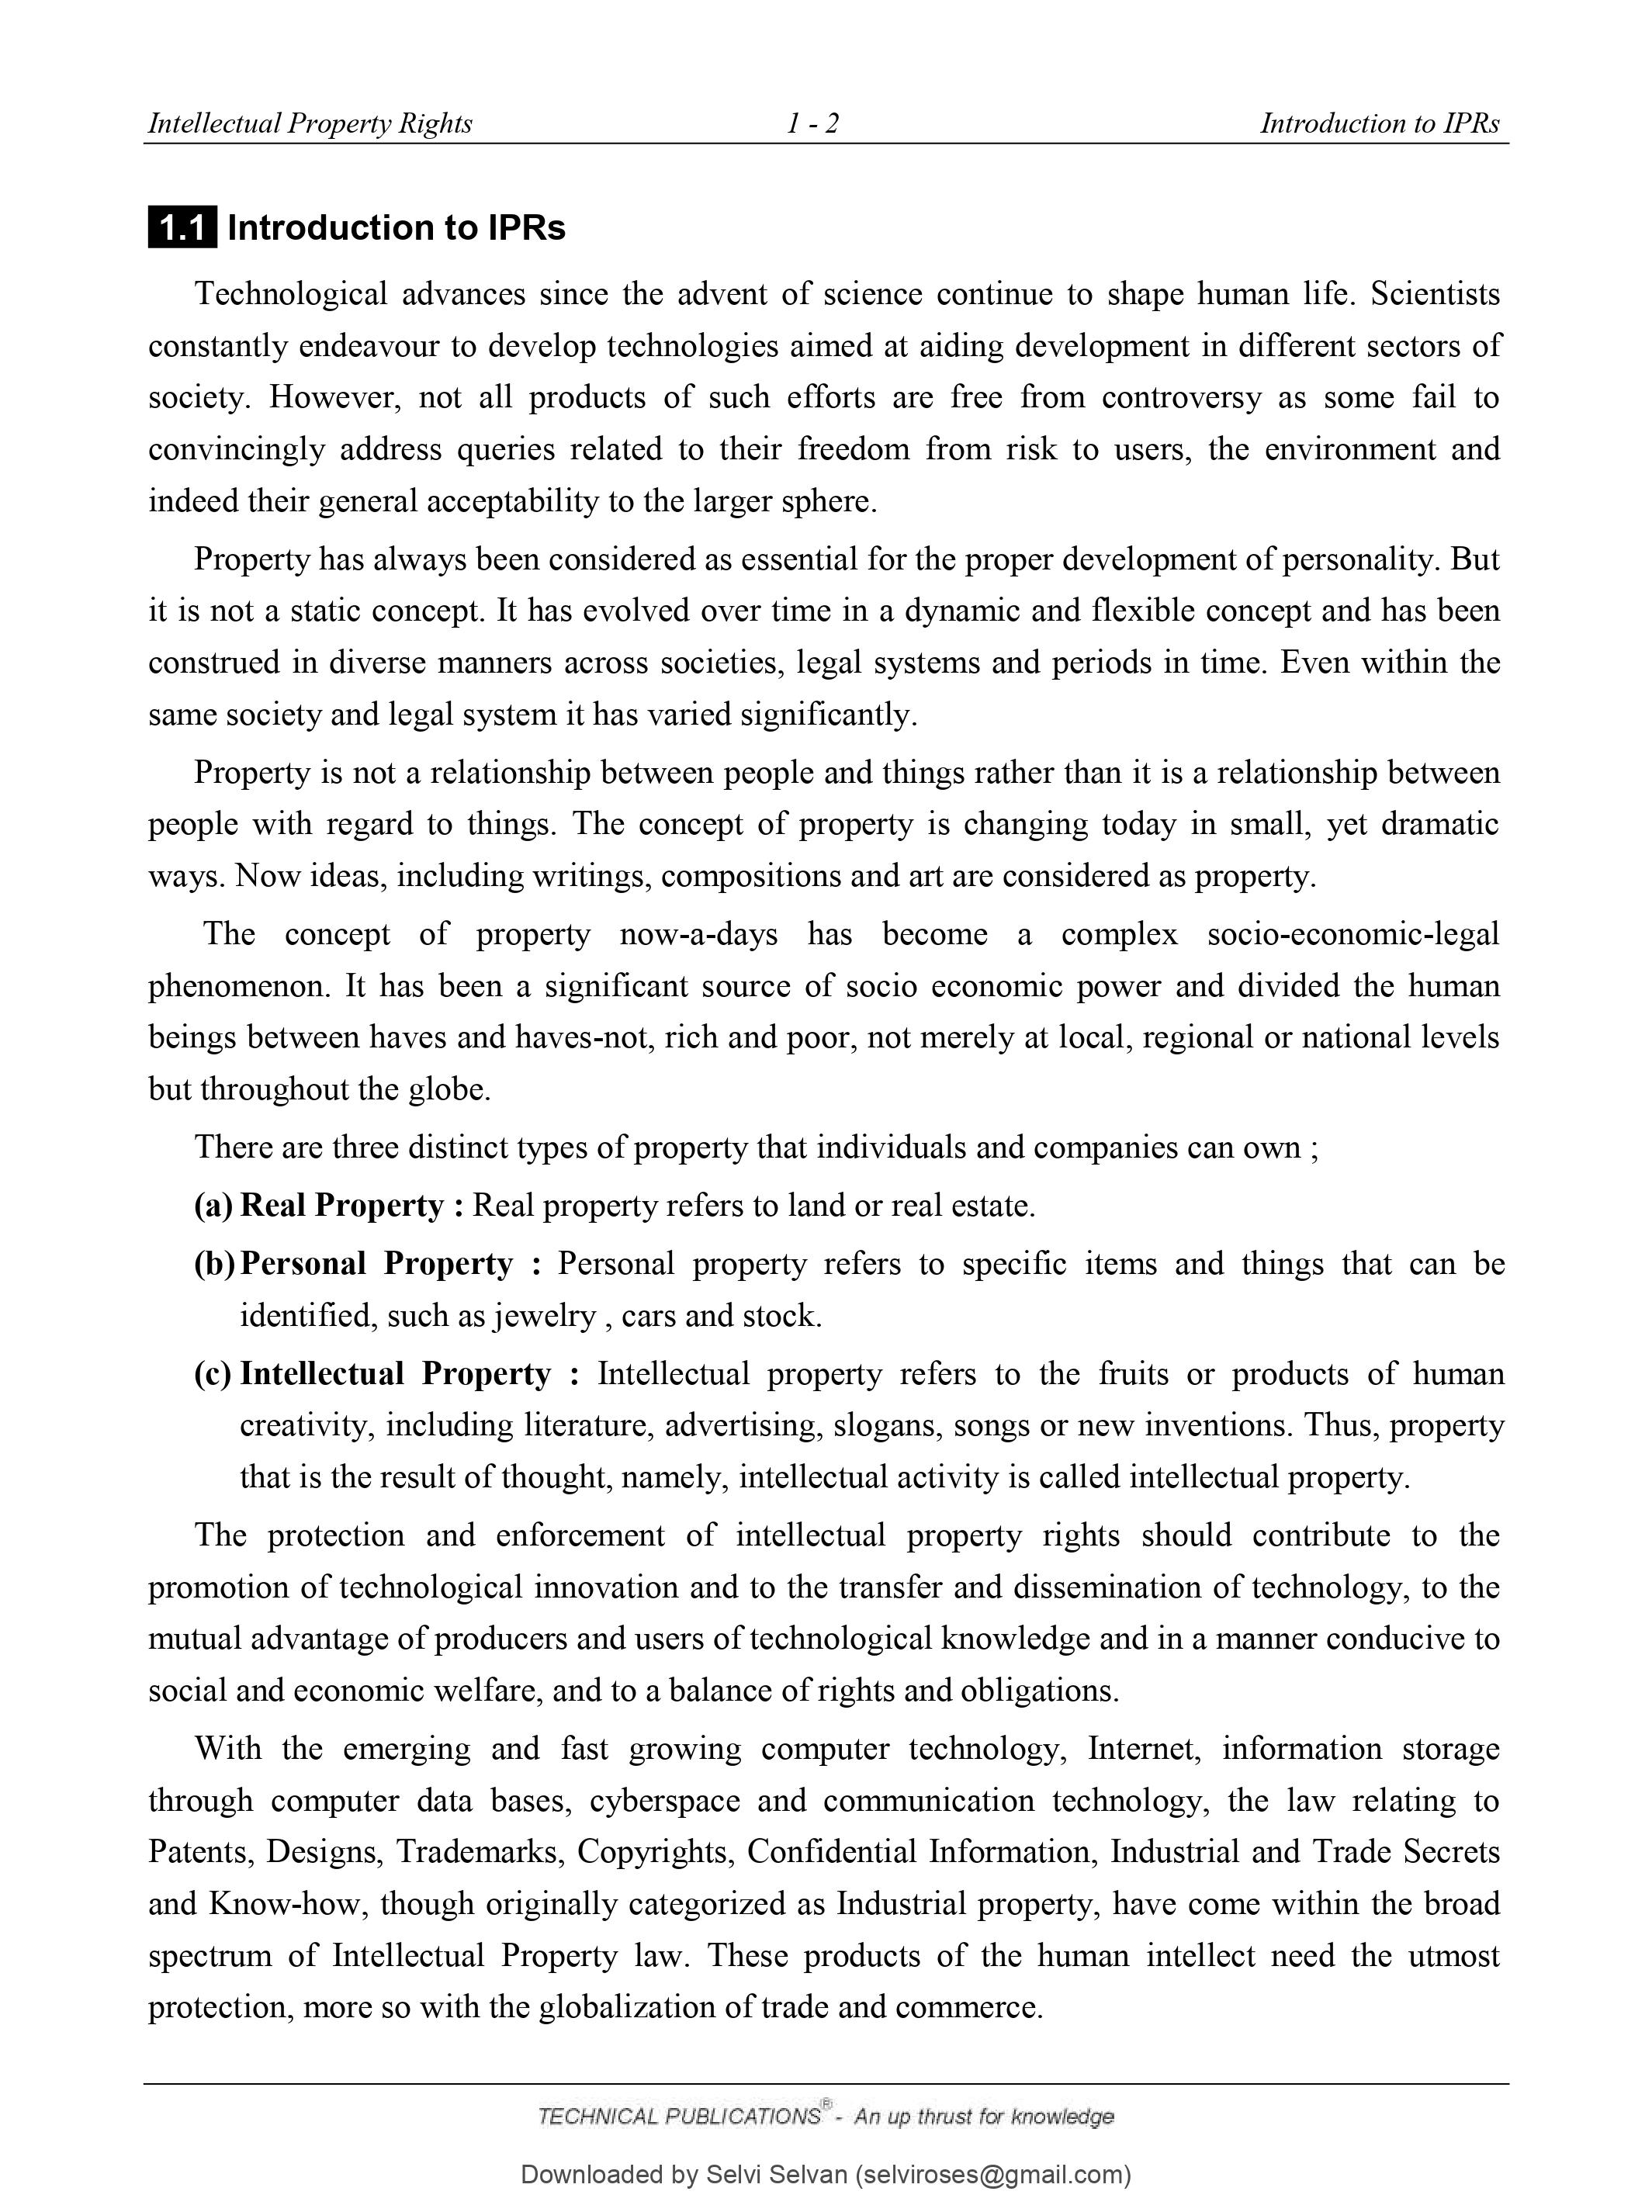 Intellectual Property Rights 1 - 2 Introduction to IPRs
1.1 Introduction to IPRs
Technological advances since the advent of science continue to shape human life. Scientists
constantly endeavour to develop technologies aimed at aiding development in different sectors of
society. However, not all products of such efforts are free from controversy as some fail to
convincingly address queries related to their freedom from risk to users, the environment and
indeed their general acceptability to the larger sphere.
Property has always been considered as essential for the proper development of personality. But
it is not a static concept. It has evolved over time in a dynamic and flexible concept and has been
construed in diverse manners across societies, legal systems and periods in time. Even within the
same society and legal system it has varied significantly.
Property is not a relationship between people and things rather than it is a relationship between
people with regard to things. The concept of property is changing today in small, yet dramatic
ways. Now ideas, including writings, compositions and art are considered as property.
The concept of property now-a-days has become a complex socio-economic-legal
phenomenon. It has been a significant source of socio economic power and divided the human
beings between haves and haves-not, rich and poor, not merely at local, regional or national levels
but throughout the globe.
There are three distinct types of property that individuals and companies can own ;
(a) Real Property : Real property refers to land or real estate.
(b) Personal Property : Personal property refers to specific items and things that can be
identified, such as jewelry , cars and stock.
(c) Intellectual Property : Intellectual property refers to the fruits or products of human
creativity, including literature, advertising, slogans, songs or new inventions. Thus, property
that is the result of thought, namely, intellectual activity is called intellectual property.
The protection and enforcement of intellectual property rights should contribute to the
promotion of technological innovation and to the transfer and dissemination of technology, to the
mutual advantage of producers and users of technological knowledge and in a manner conducive to
social and economic welfare, and to a balance of rights and obligations.
With the emerging and fast growing computer technology, Internet, information storage
through computer data bases, cyberspace and communication technology, the law relating to
Patents, Designs, Trademarks, Copyrights, Confidential Information, Industrial and Trade Secrets
and Know-how, though originally categorized as Industrial property, have come within the broad
spectrum of Intellectual Property law. These products of the human intellect need the utmost
protection, more so with the globalization of trade and commerce.
TECHNICAL PUBLICATIONS® - An up thrust for knowledge
Downloaded by Selvi Selvan (selviroses@gmail.com)